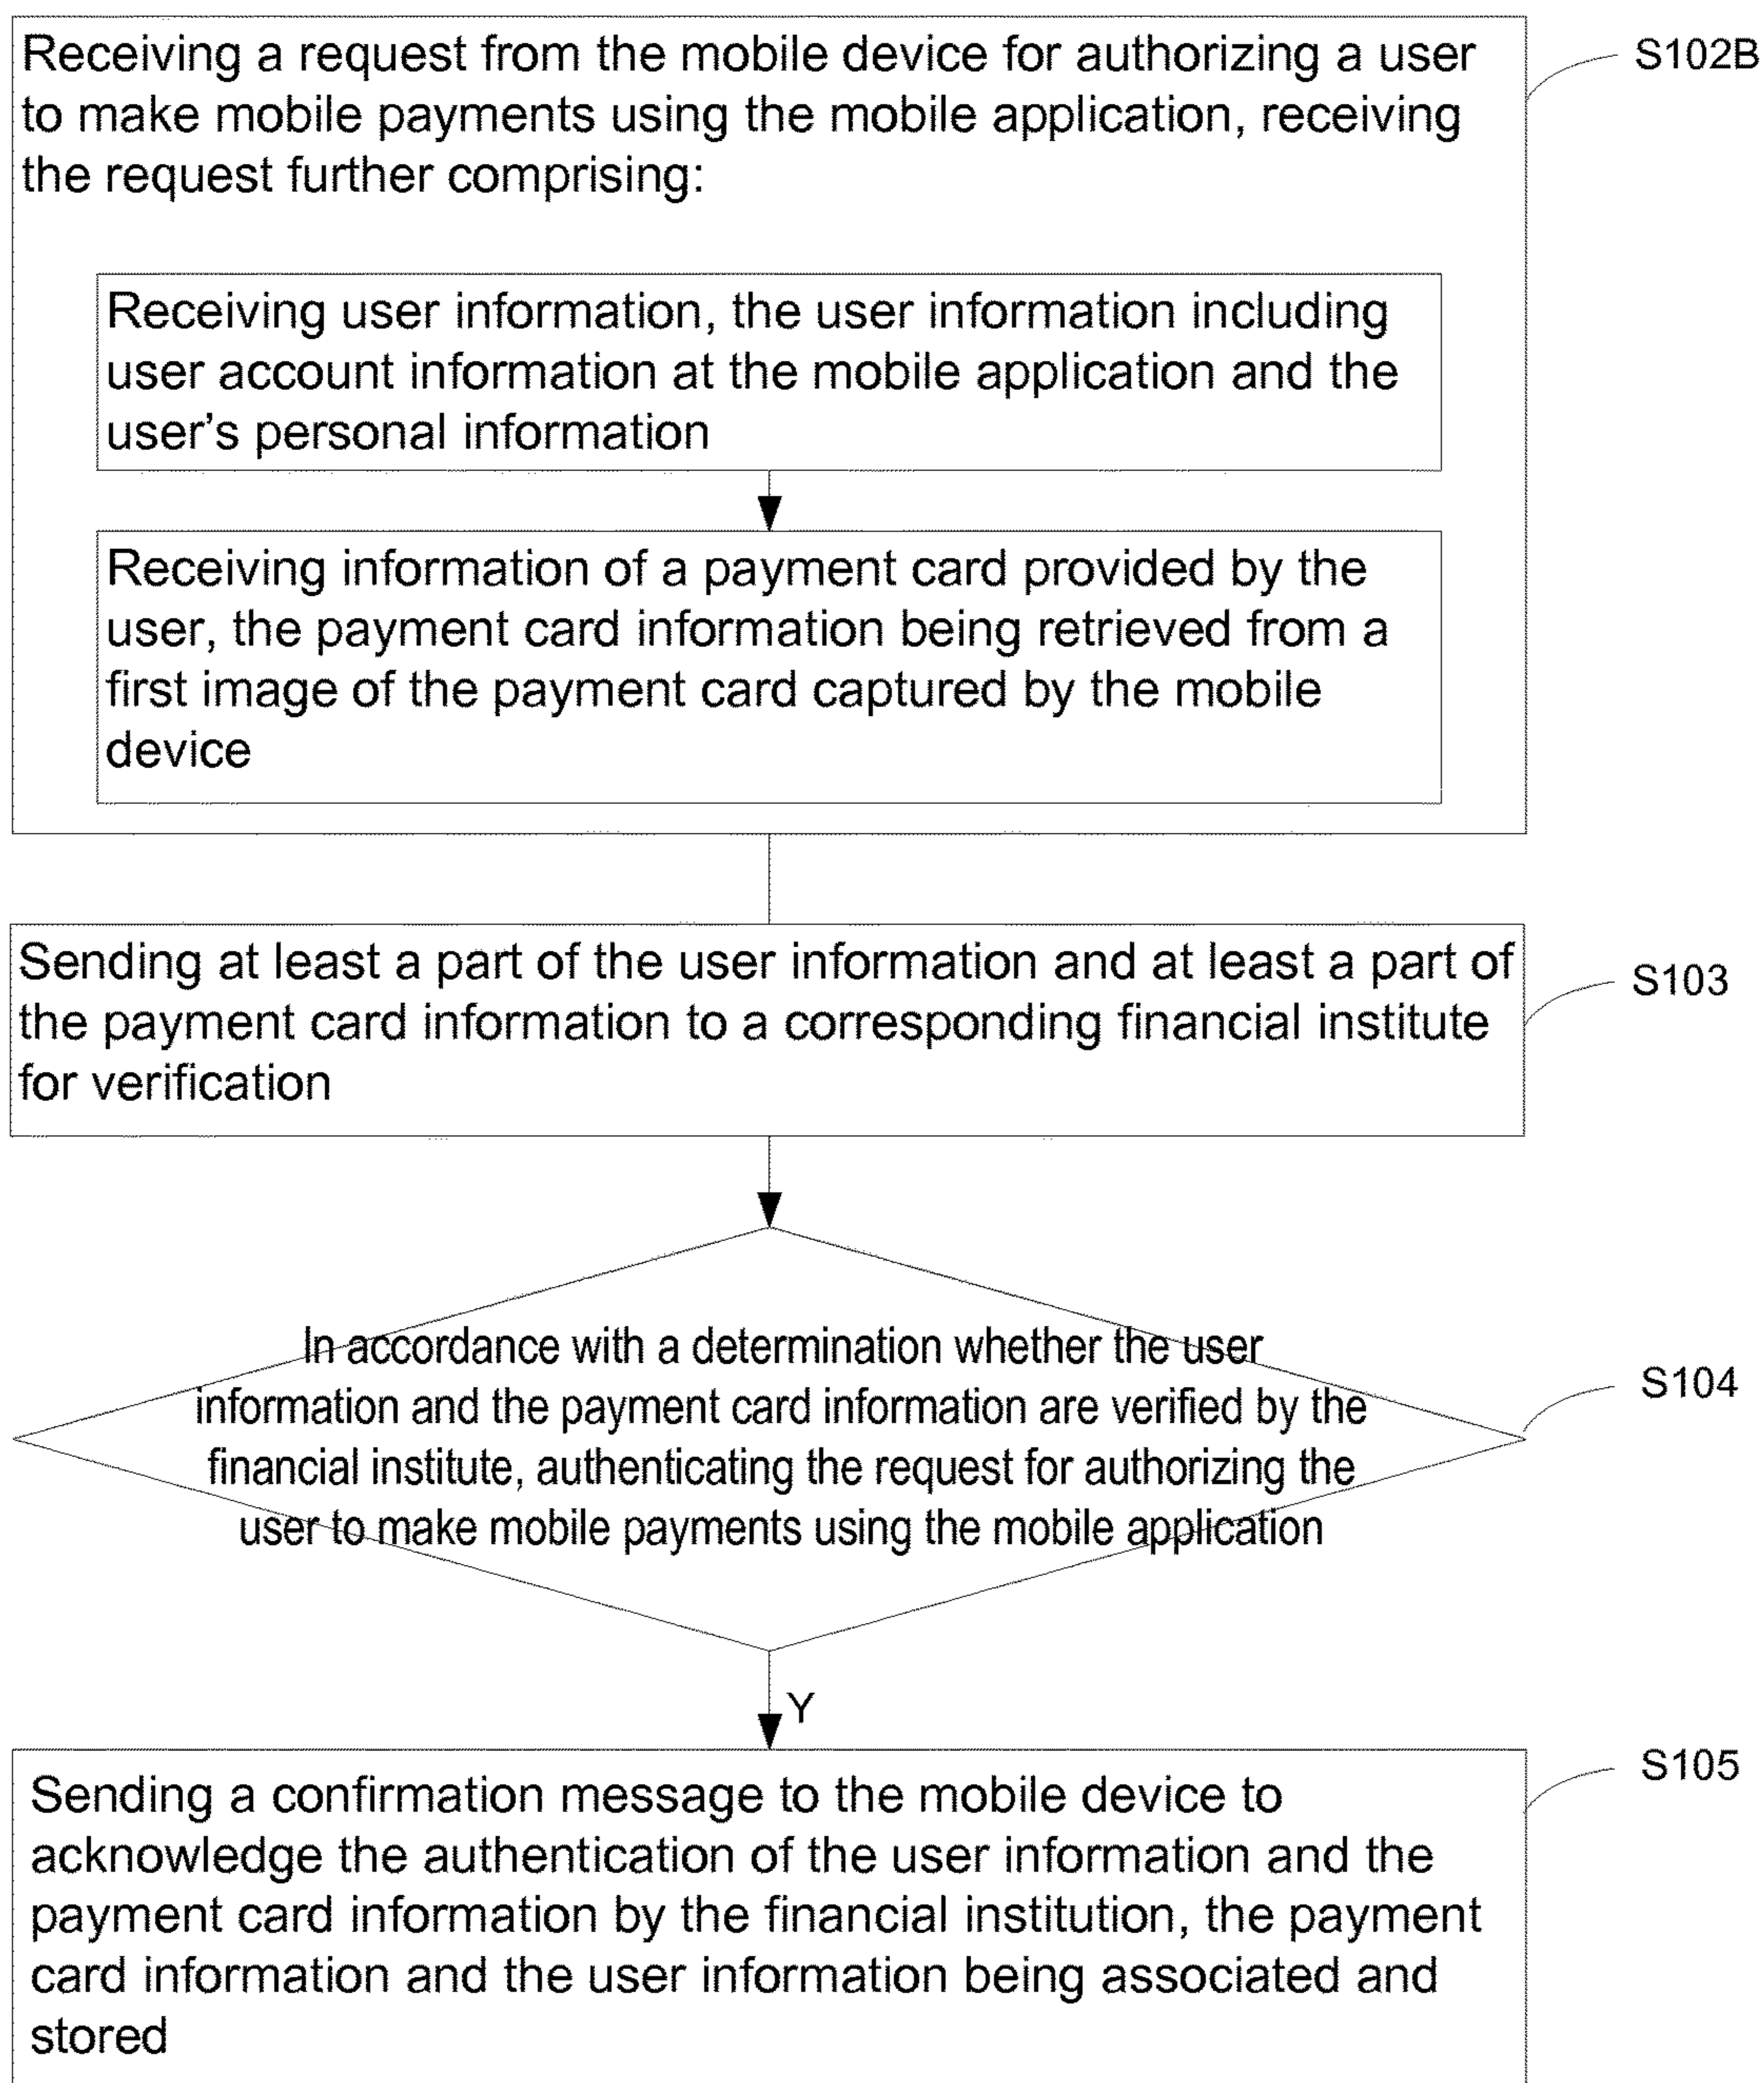 Receiving a request from the mobile device for authorizing a user
to make mobile payments using the mobile application, receiving
the request further comprising:
S102B
Receiving user information, the user information including
user account information at the mobile application and the
user's personal information
Receiving information of a payment card provided by the
user, the payment card information being retrieved from a
first image of the payment card captured by the mobile
device
Sending at least a part of the user information and at least a part of
the payment card information to a corresponding financial institute
for verification
S103
In accordance with a determination whether the user
information and the payment card information are verified by the
financial institute, authenticating the request for authorizing the
user to make mobile payments using the mobile application
S104
Y
Sending a confirmation message to the mobile device to
acknowledge the authentication of the user information and the
payment card information by the financial institution, the payment
card information and the user information being associated and
stored
S105